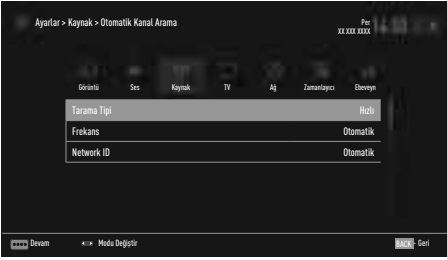 Ayarlar > Kaynak > Otomatik Kanal Arama
Per
XX XXX XXXX
Görüntü Ses Kaynak TV Ağ Zamanlayıcı Ebeveyn
Tarama Tipi Hızlı
Frekans Otomatik
Network ID Otomatik
Devam Modu Değiştir BACK - Geri